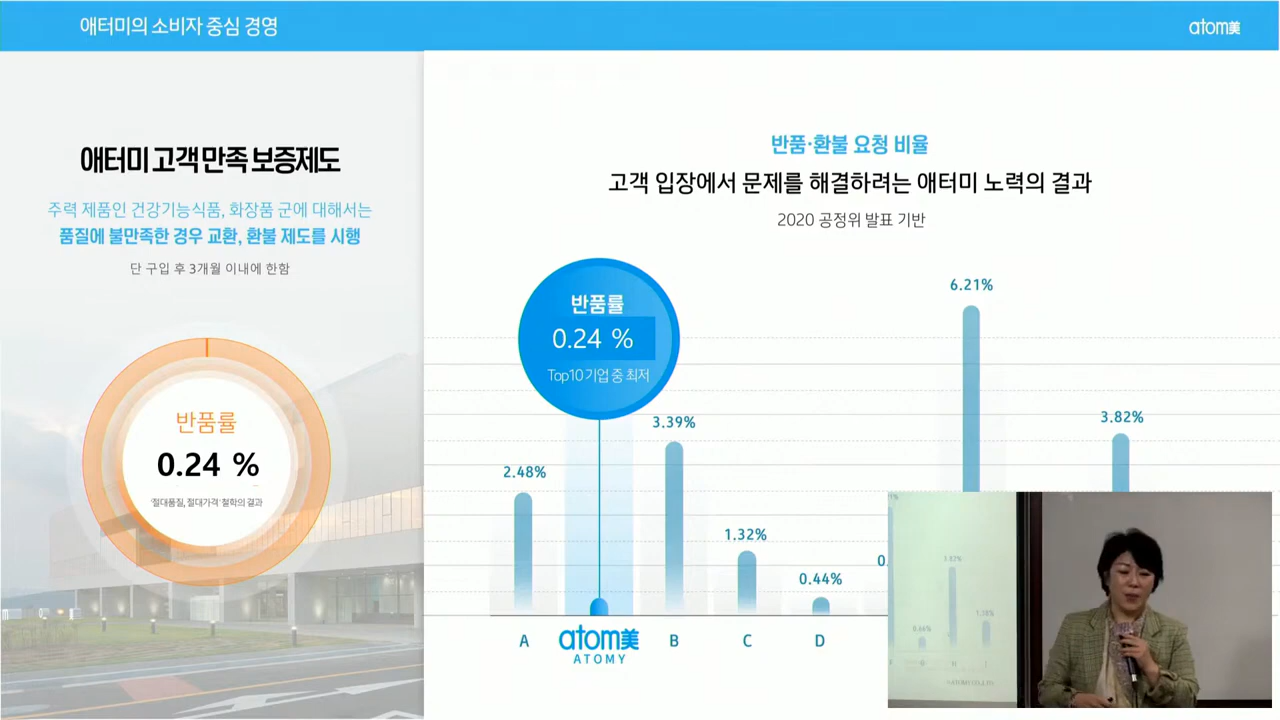 애터미의 소비자 중심 경영
atom美
애터미 고객 만족 보증제도
주력 제품인 건강기능식품, 화장품 군에 대해서는
품질에 불만족한 경우 교환, 환불 제도를 시행
단 구입 후 3개월 이내에 한함
반품률
0.24 %
'절대품질, 절대가격' 철학의 결과
반품·환불 요청 비율
고객 입장에서 문제를 해결하려는 애터미 노력의 결과
2020 공정위 발표 기반
반품률
0.24 %
Top10 기업 중 최저
2.48%
3.39%
1.32%
0.44%
0.
6.21%
3.82%
A
atom美
ATOMY
B
C
D
3.82%
0.66%